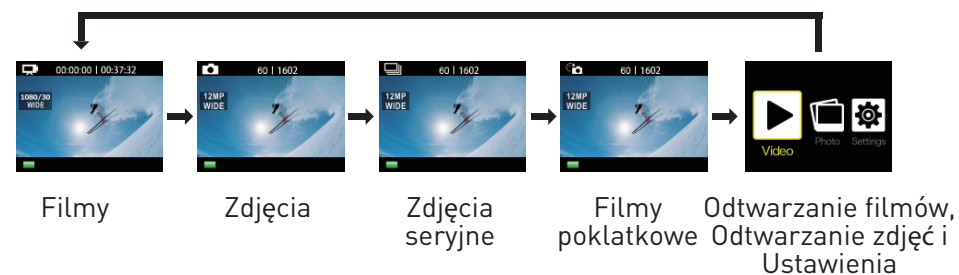 00:00:00 | 00:37:32
1080/30
WIDE
60 | 1602
12MP
WIDE
60 | 1602
12MP
WIDE
60 | 1602
12MP
WIDE
Video
Photo
Settings
Filmy
Zdjęcia
Zdjęcia
seryjne
Filmy
poklatkowe
Odtwarzanie filmów,
Odtwarzanie zdjęć i
Ustawienia